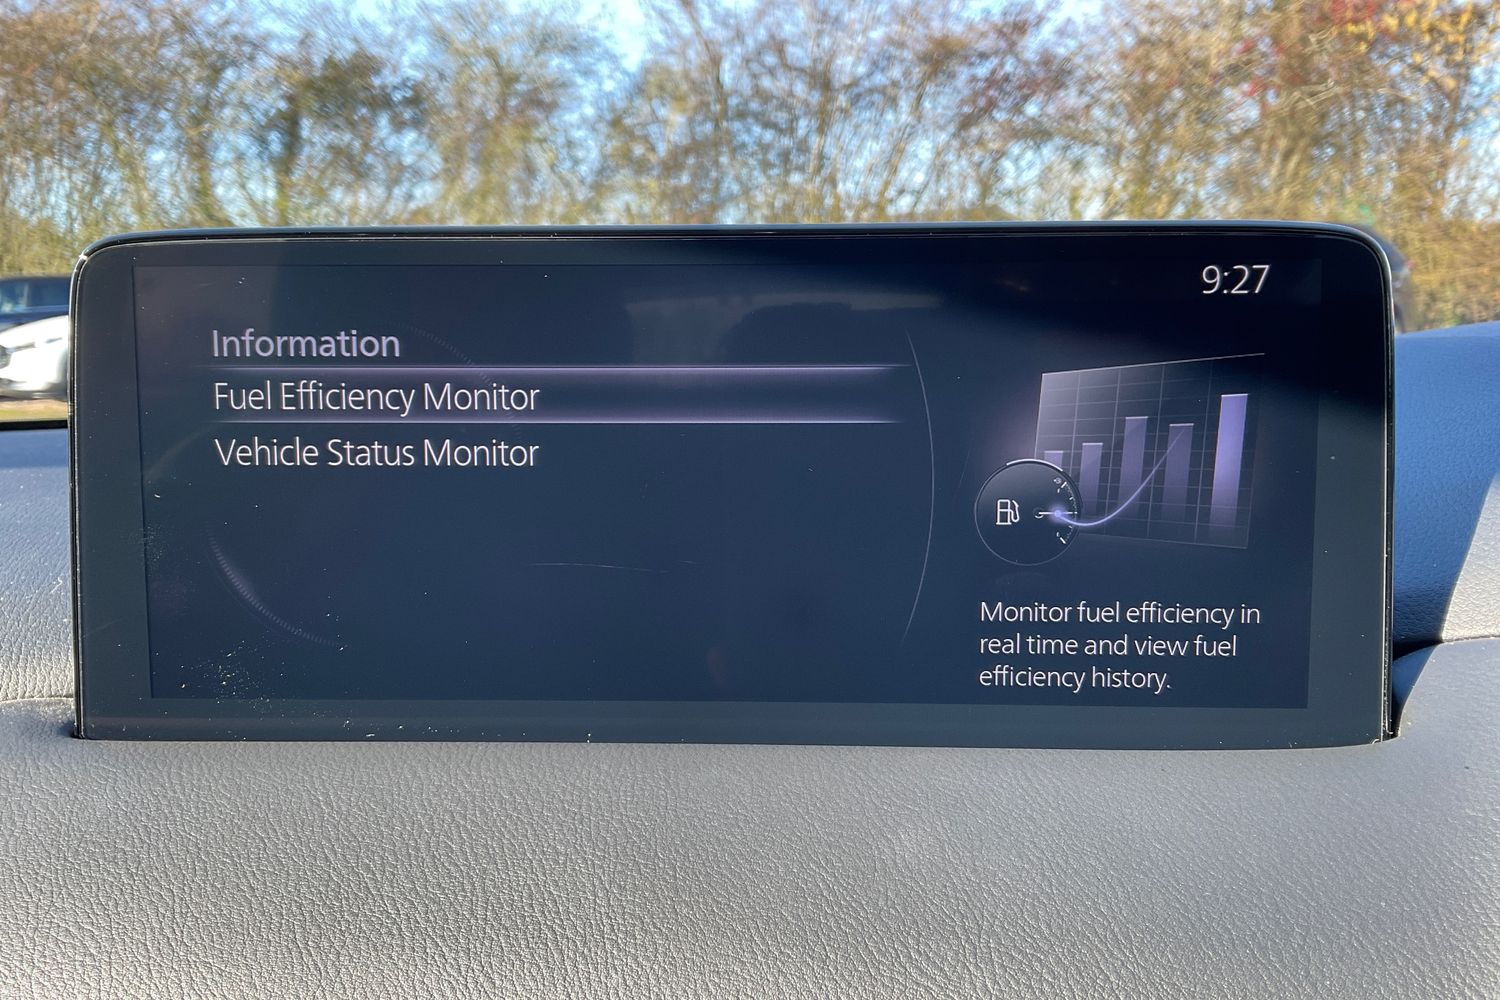 9:27
Information
Fuel Efficiency Monitor
Vehicle Status Monitor
Monitor fuel efficiency in
real time and view fuel
efficiency history.